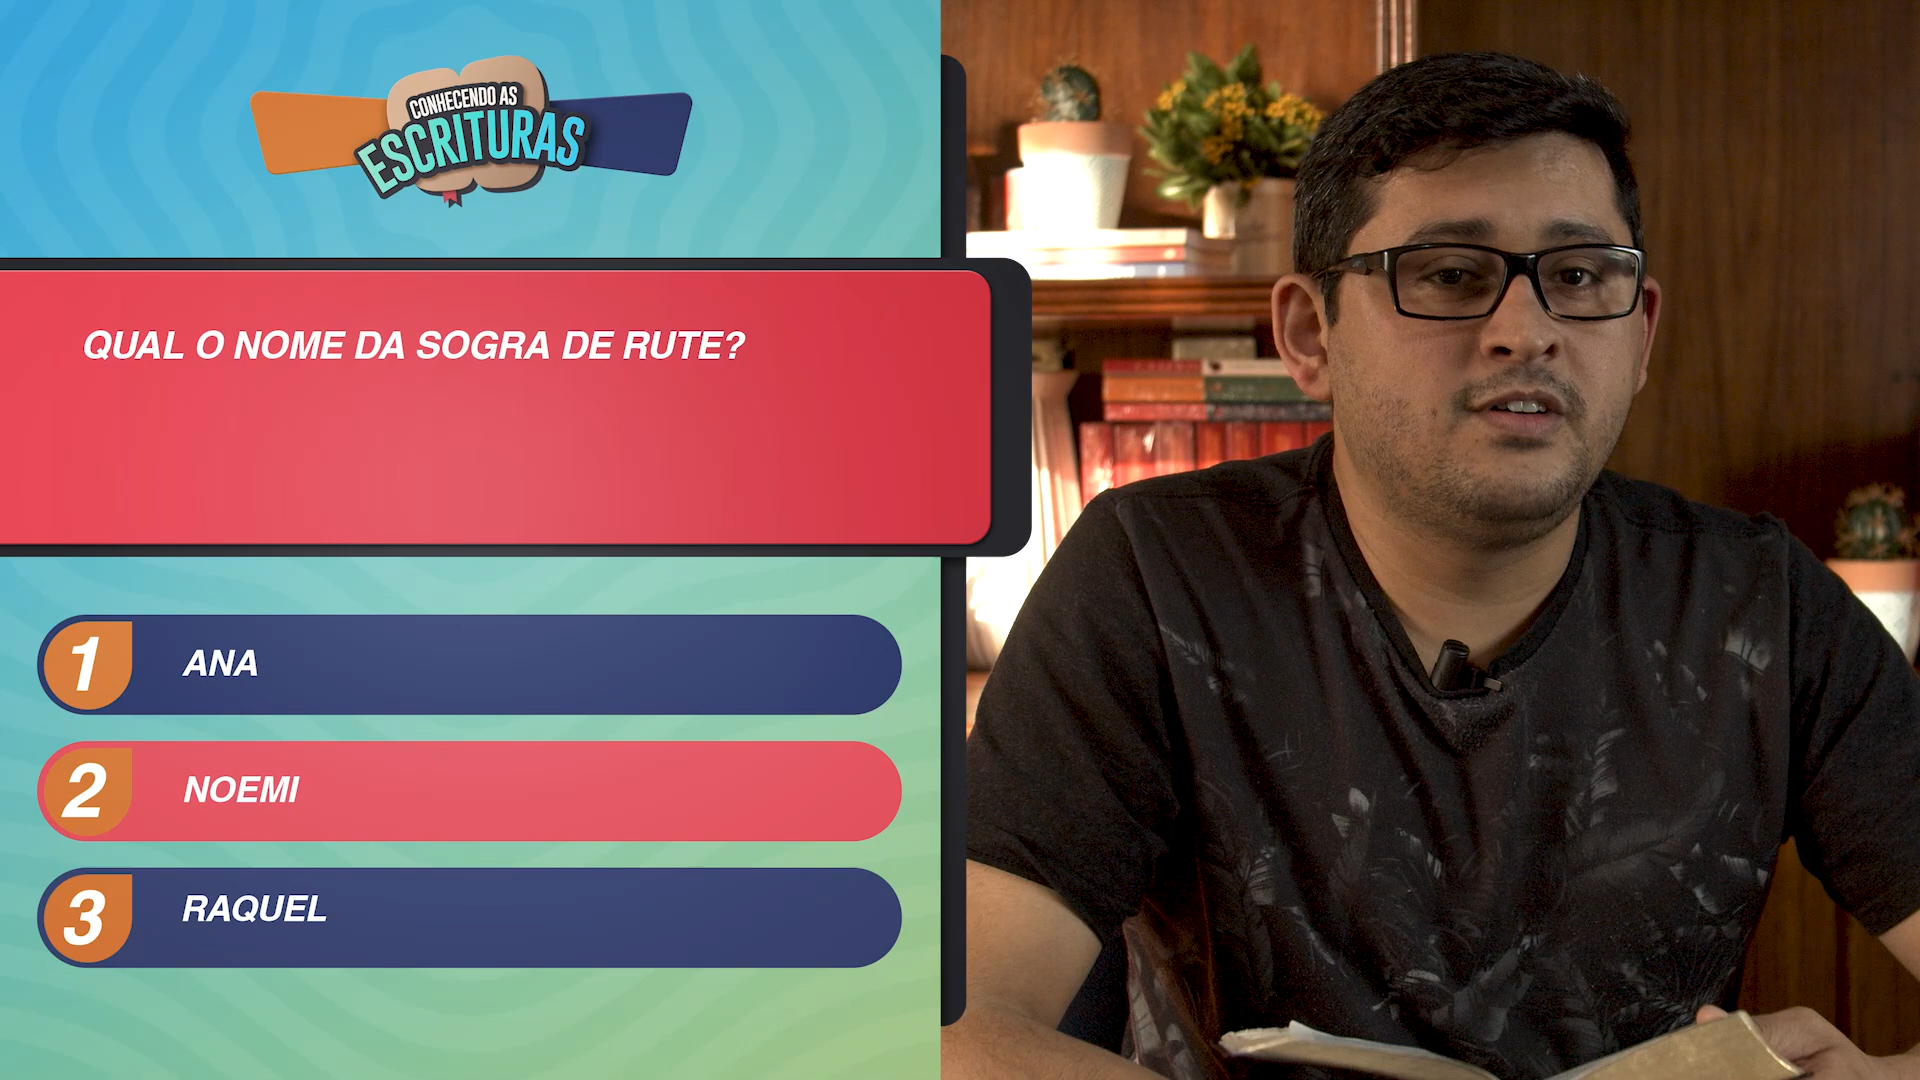 CONHECENDO AS
ESCRITURAS
QUAL O NOME DA SOGRA DE RUTE?
1 ANA
2 NOEMI
3 RAQUEL